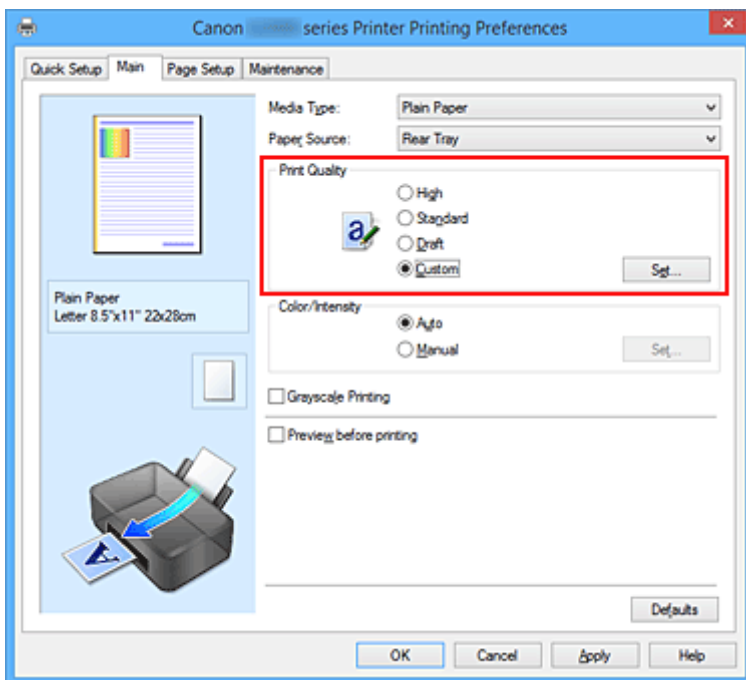 Canon series Printer Printing Preferences
Quick Setup Main Page Setup Maintenance
Media Type: Plain Paper
Paper Source: Rear Tray
Print Quality
High
Standard
a
Draft
Custom Set...
Plain Paper
Letter 8.5"x11" 22x28cm
Color/Intensity
Auto
Manual Set...
Grayscale Printing
Preview before printing
A
Defaults
OK Cancel Apply Help